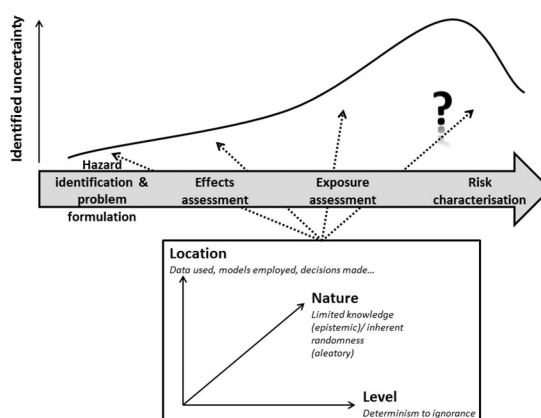 Identified uncertainty
?
Hazard
identification &
problem
formulation
Effects
assessment
Exposure
assessment
Risk
characterisation
Location
Data used, models employed, decisions made...
Nature
Limited knowledge
(epistemic)/ inherent
randomness
(aleatory)
Level
Determinism to ignorance